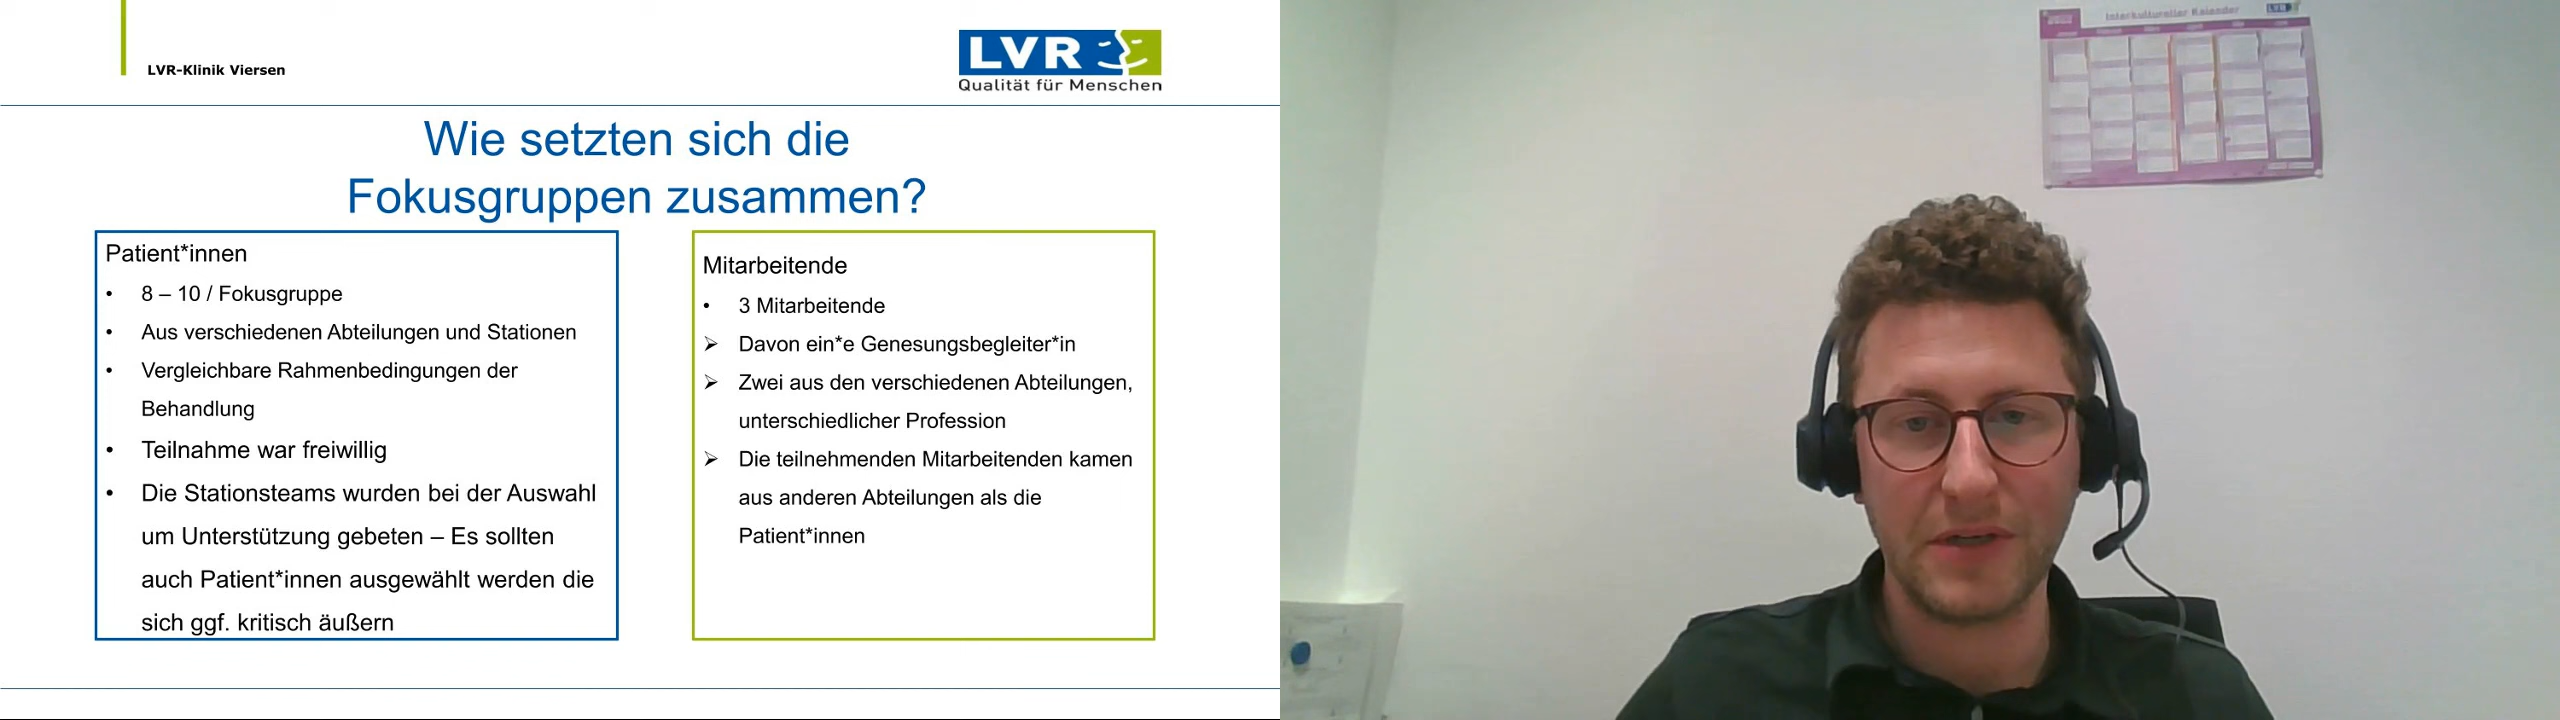 LVR-Klinik Viersen
LVR
Qualität für Menschen
Wie setzten sich die
Fokusgruppen zusammen?
Patient*innen
• 8 – 10 / Fokusgruppe
• Aus verschiedenen Abteilungen und Stationen
• Vergleichbare Rahmenbedingungen der
Behandlung
• Teilnahme war freiwillig
• Die Stationsteams wurden bei der Auswahl
um Unterstützung gebeten – Es sollten
auch Patient*innen ausgewählt werden die
sich ggf. kritisch äußern
Mitarbeitende
• 3 Mitarbeitende
➢ Davon ein*e Genesungsbegleiter*in
➢ Zwei aus den verschiedenen Abteilungen,
unterschiedlicher Profession
➢ Die teilnehmenden Mitarbeitenden kamen
aus anderen Abteilungen als die
Patient*innen
Interkultureller Kalender
LVR